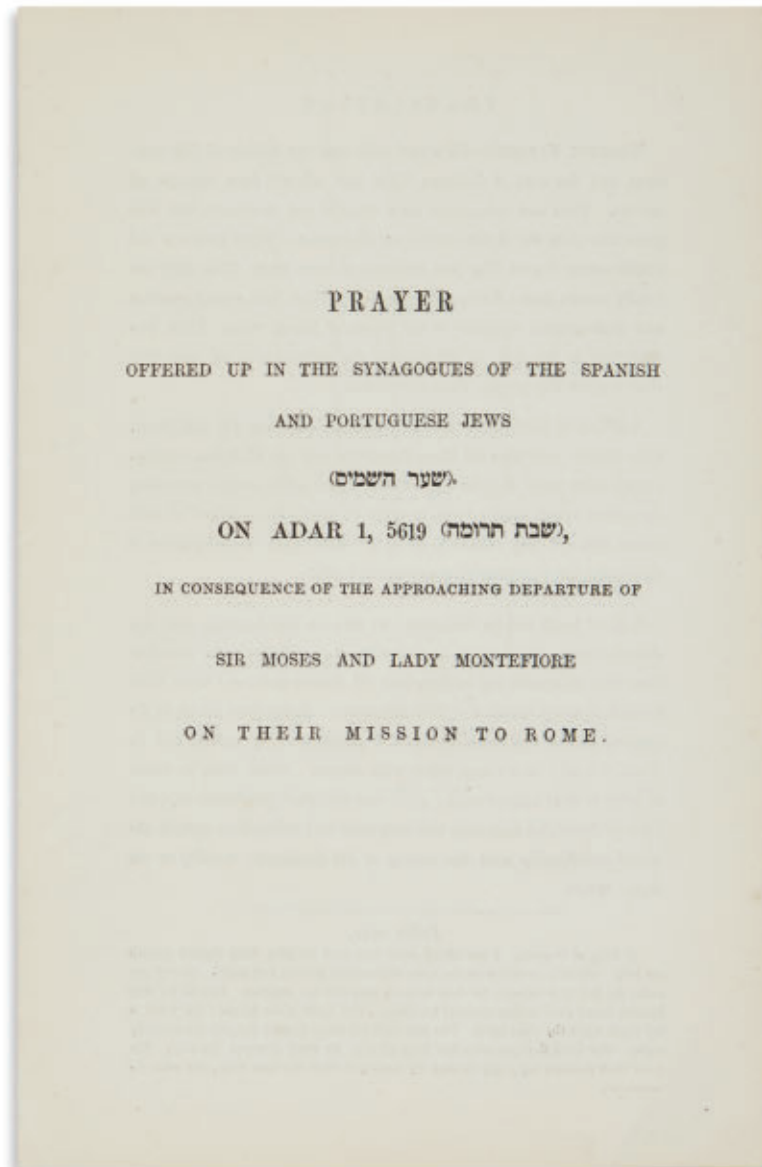 PRAYER
OFFERED UP IN THE SYNAGOGUES OF THE SPANISH
AND PORTUGUESE JEWS
(שער השמים).
ON ADAR 1, 5619 (שבת תרומה),
IN CONSEQUENCE OF THE APPROACHING DEPARTURE OF
SIR MOSES AND LADY MONTEFIORE
ON THEIR MISSION TO ROME.